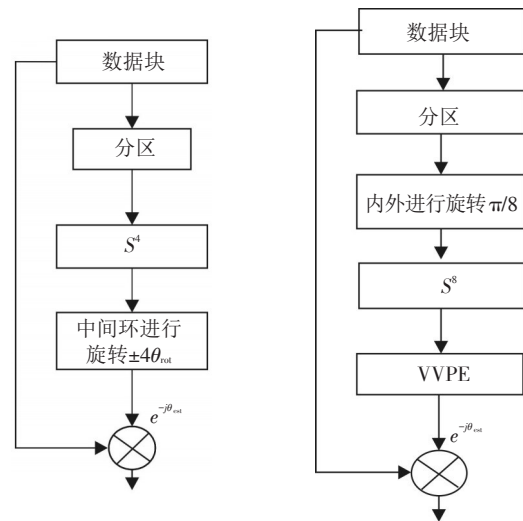 数据块
分区
S⁴
中间环进行
旋转±4θrot
e^{-jθest}
数据块
分区
内外进行旋转π/8
S⁸
VVPE
e^{-jθest}